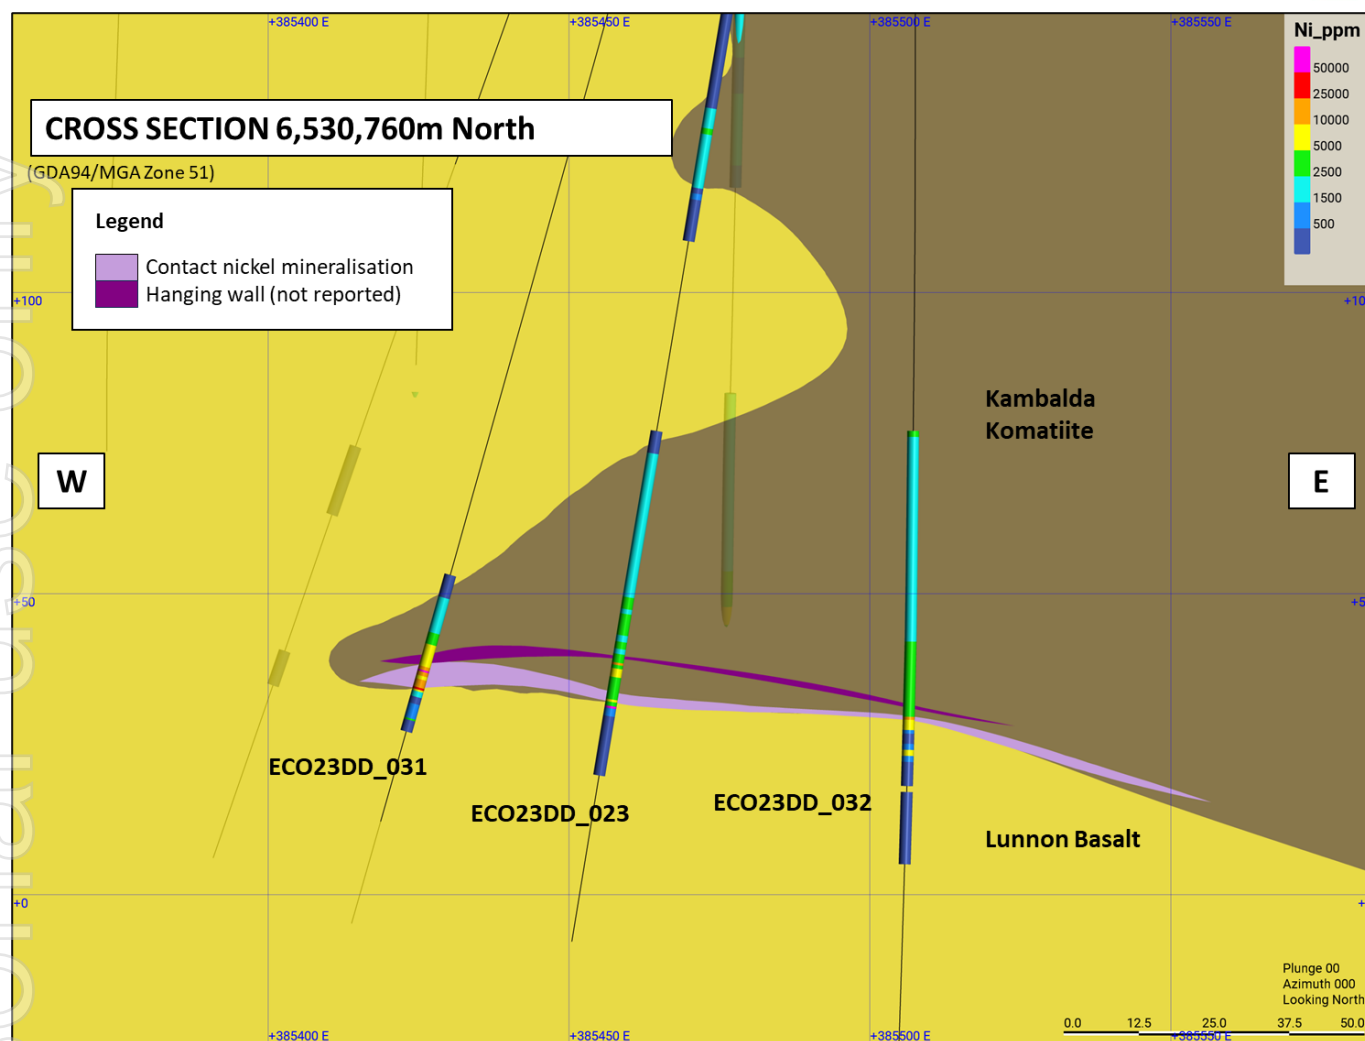 +385400 E
+385450 E
+385500 E
+385550 E
Ni_ppm
50000
25000
10000
5000
2500
1500
500
CROSS SECTION 6,530,760m North
(GDA94/MGA Zone 51)
Legend
Contact nickel mineralisation
Hanging wall (not reported)
+100
+10
Kambalda
Komatiite
W
E
+50
+5
ECO23DD_031
ECO23DD_023
ECO23DD_032
Lunnon Basalt
+0
+
Plunge 00
Azimuth 000
Looking North
0.0 12.5 25.0 37.5 50.0
+385400 E
+385450 E
+385500 E
+385550 E